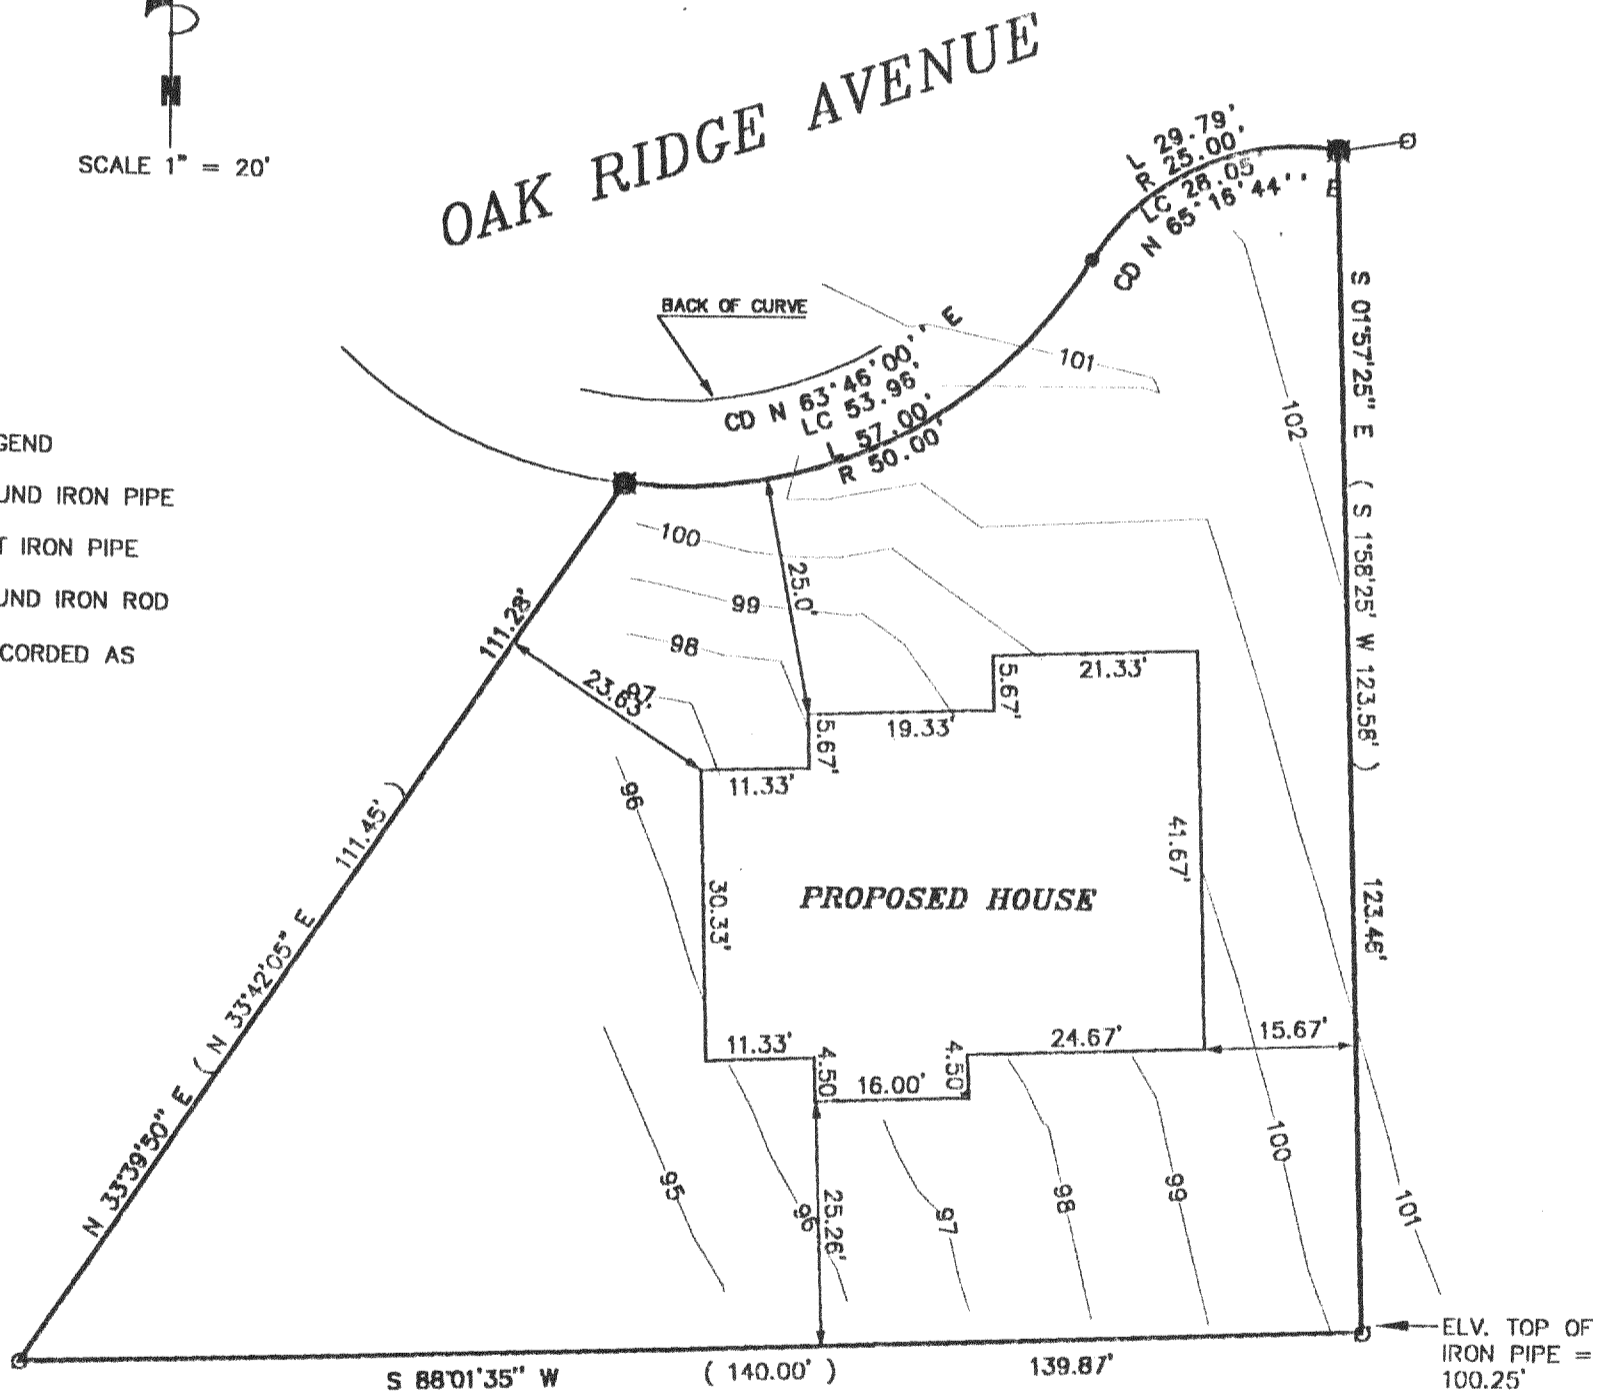 N
SCALE 1" = 20'
OAK RIDGE AVENUE
L 29.79'
R 25.00'
LC 28.05'
CD N 65°16'44'' E
BACK OF CURVE
CD N 63°46'00'' E
LC 53.96'
L 57.00'
R 50.00'
101
102
S 01°57'25" E ( S 1°58'25' W 123.58' )
123.46'
GEND
UND IRON PIPE
T IRON PIPE
UND IRON ROD
CORDED AS
100
99
98
97
96
25.0'
111.28'
23.63'
111.45' )
N 33°39'50" E ( N 33°42'05" E
21.33'
5.67'
19.33'
5.67'
11.33'
41.67'
30.33'
PROPOSED HOUSE
11.33'
4.50'
16.00'
4.50'
24.67'
15.67'
25.26'
95
96
97
98
99
100
101
S 88°01'35" W
( 140.00' )
139.87'
ELV. TOP OF
IRON PIPE =
100.25'